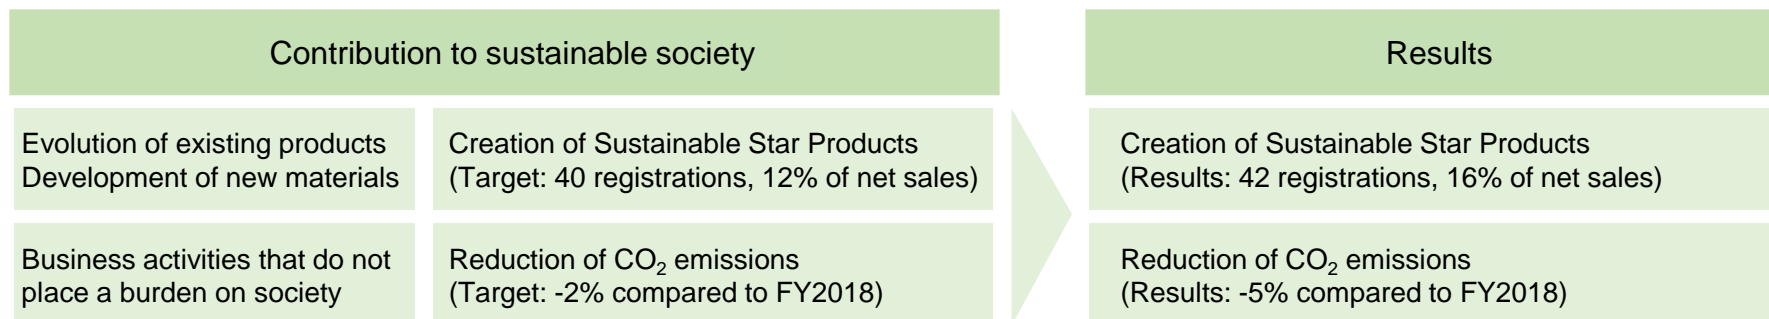 Contribution to sustainable society
Results
Evolution of existing products
Development of new materials
Creation of Sustainable Star Products
(Target: 40 registrations, 12% of net sales)
Creation of Sustainable Star Products
(Results: 42 registrations, 16% of net sales)
Business activities that do not
place a burden on society
Reduction of CO₂ emissions
(Target: -2% compared to FY2018)
Reduction of CO₂ emissions
(Results: -5% compared to FY2018)